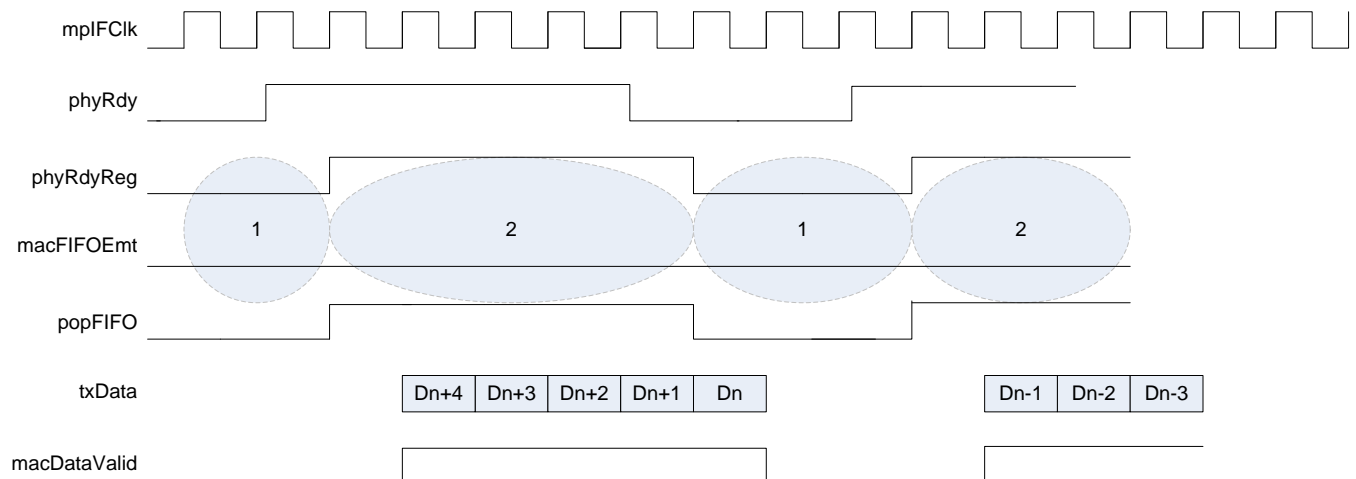 mpIFClk
phyRdy
phyRdyReg
1 2 1 2
macFIFOEmt
popFIFO
txData Dn+4 Dn+3 Dn+2 Dn+1 Dn Dn-1 Dn-2 Dn-3
macDataValid